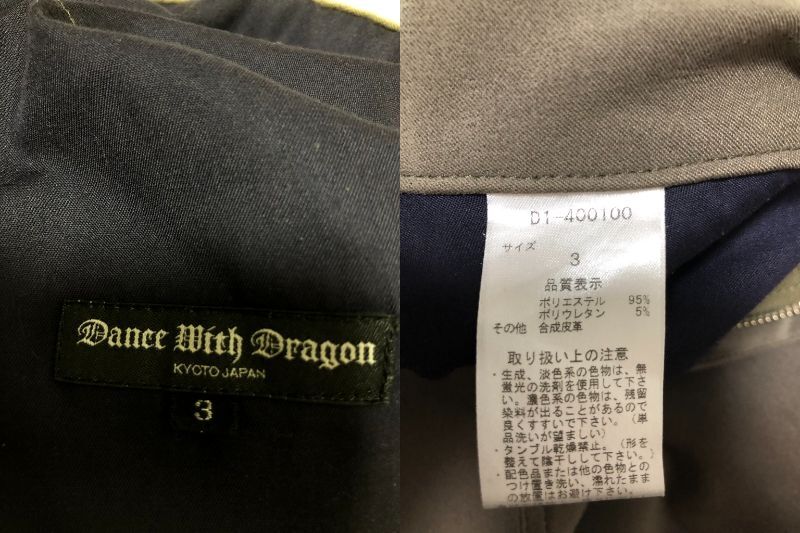 Dance With Dragon
KYOTO JAPAN
3
D1-400100
サイズ
3
品質表示
ポリエステル 95%
ポリウレタン 5%
その他 合成皮革
取り扱い上の注意
・生成、淡色系の色物は、無
蛍光の洗剤を使用して下さ
い。濃色系の色物は、残留
染料が出ることがあるので
良くすすいで下さい。(単
品洗いが望ましい)
・タンブル乾燥禁止。(形を
整えて陰干しして下さい。)
・配色品または他の色物との
つけ置き洗い、濡れたまま
の放置はお避け下さい。